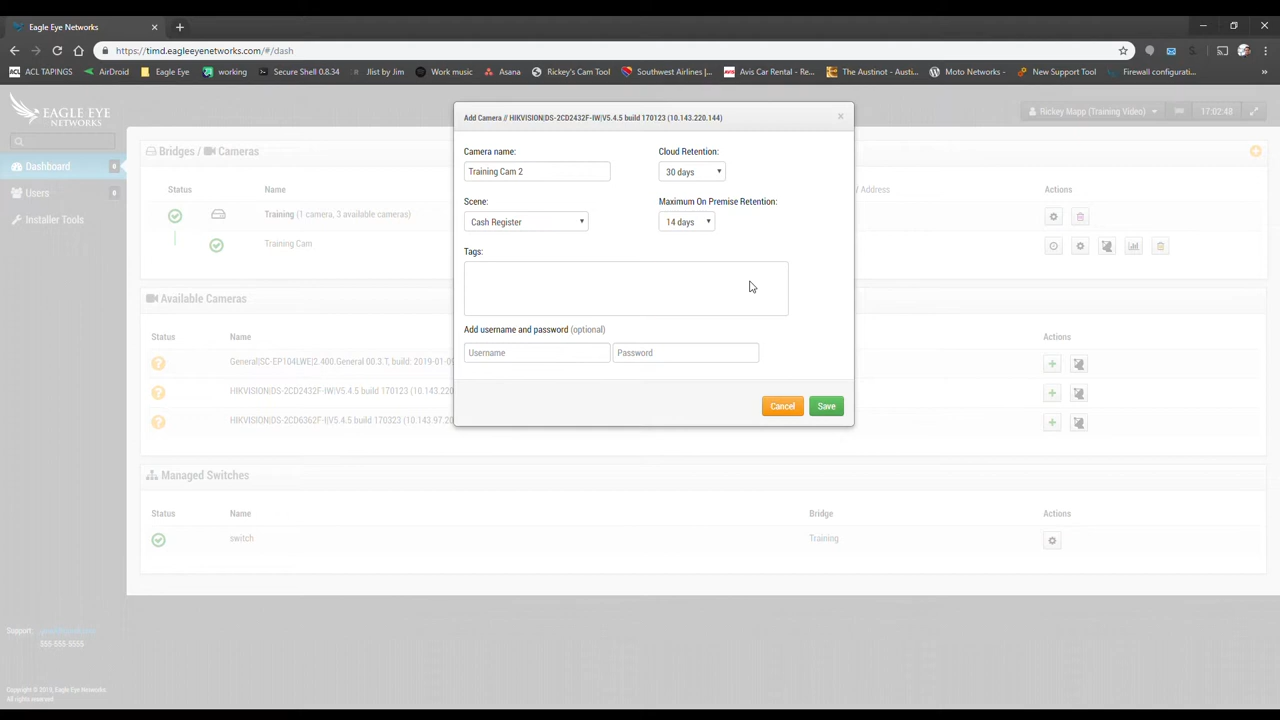 Eagle Eye Networks
https://timd.eagleeyenetworks.com/#/dash
ACL TAPINGS
AirDroid
Eagle Eye
working
Secure Shell 0.8.34
Jlist by Jim
Work music
Asana
Rickey's Cam Tool
Southwest Airlines |...
Avis Car Rental - Re...
The Austinot - Austi...
Moto Networks -
New Support Tool
Firewall configurati...
EAGLE EYE
NETWORKS
Rickey Mapp (Training Video)
17:02:48
Dashboard
Users
Installer Tools
Bridges / Cameras
Status
Name
/ Address
Actions
Training (1 camera, 3 available cameras)
Training Cam
Available Cameras
Status
Name
Actions
General|SC-EP104LWE|2.400.General 00.3.T, build: 2019-01-09
HIKVISION|DS-2CD2432F-IW|V5.4.5 build 170123 (10.143.220
HIKVISION|DS-2CD6362F-I|V5.4.5 build 170323 (10.143.97.20
Managed Switches
Status
Name
Bridge
Actions
switch
Training
Add Camera // HIKVISION|DS-2CD2432F-IW|V5.4.5 build 170123 (10.143.220.144)
Camera name:
Cloud Retention:
Training Cam 2
30 days
Scene:
Maximum On Premise Retention:
Cash Register
14 days
Tags:
Add username and password (optional)
Username
Password
Cancel
Save
Support:
555-555-5555
Copyright © 2019, Eagle Eye Networks.
All rights reserved